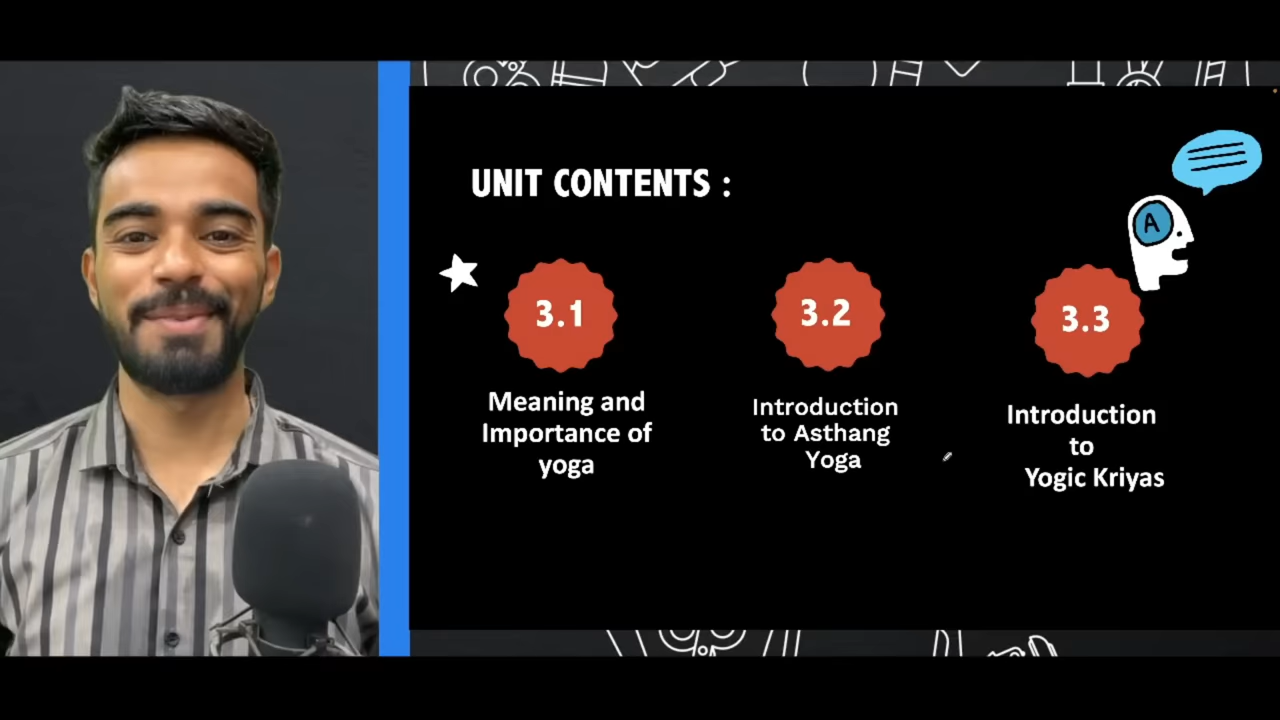 UNIT CONTENTS :
A
3.1
Meaning and
Importance of
yoga
3.2
Introduction
to Asthang
Yoga
3.3
Introduction
to
Yogic Kriyas